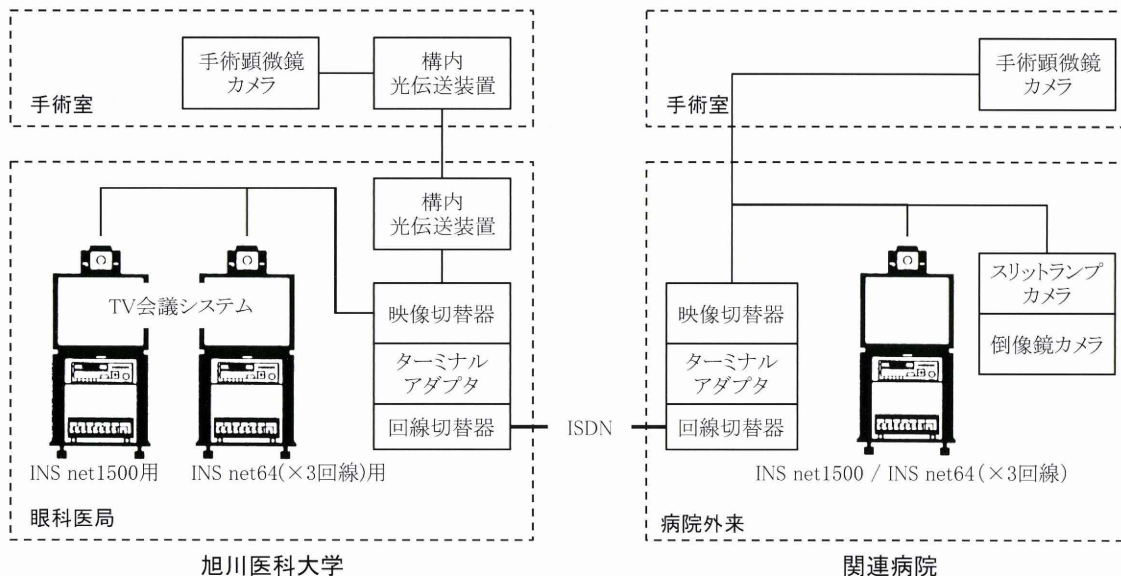 手術顕微鏡
カメラ
構内
光伝送装置
手術室
構内
光伝送装置
TV会議システム
映像切替器
ターミナル
アダプタ
回線切替器
INS net1500用
INS net64(×3回線)用
眼科医局
旭川医科大学
ISDN
手術顕微鏡
カメラ
手術室
映像切替器
ターミナル
アダプタ
回線切替器
スリットランプ
カメラ
倒像鏡カメラ
INS net1500 / INS net64(×3回線)
病院外来
関連病院